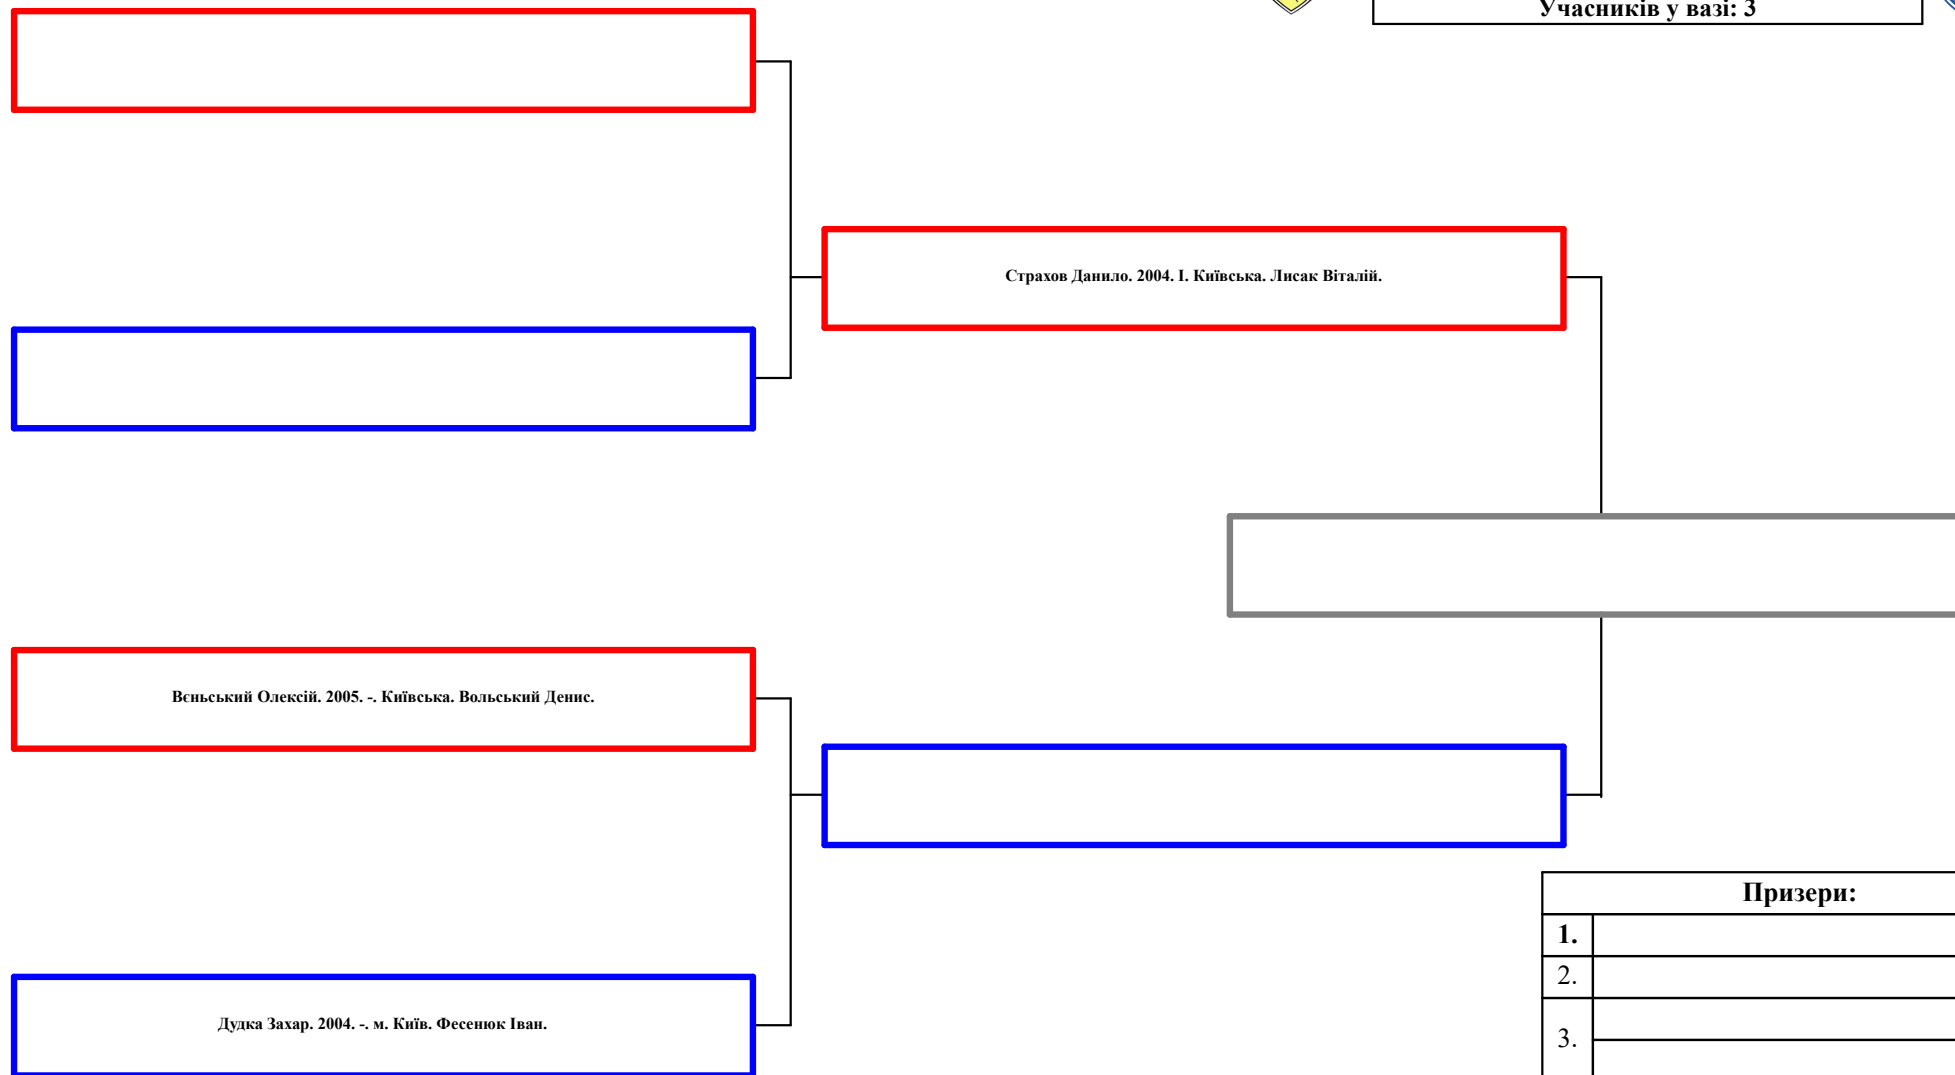 Учасників у вазі: 3
Страхов Данило. 2004. І. Київська. Лисак Віталій.
Вєньський Олексій. 2005. -. Київська. Вольський Денис.
Дудка Захар. 2004. -. м. Київ. Фесенюк Іван.
Призери:
1.
2.
3.